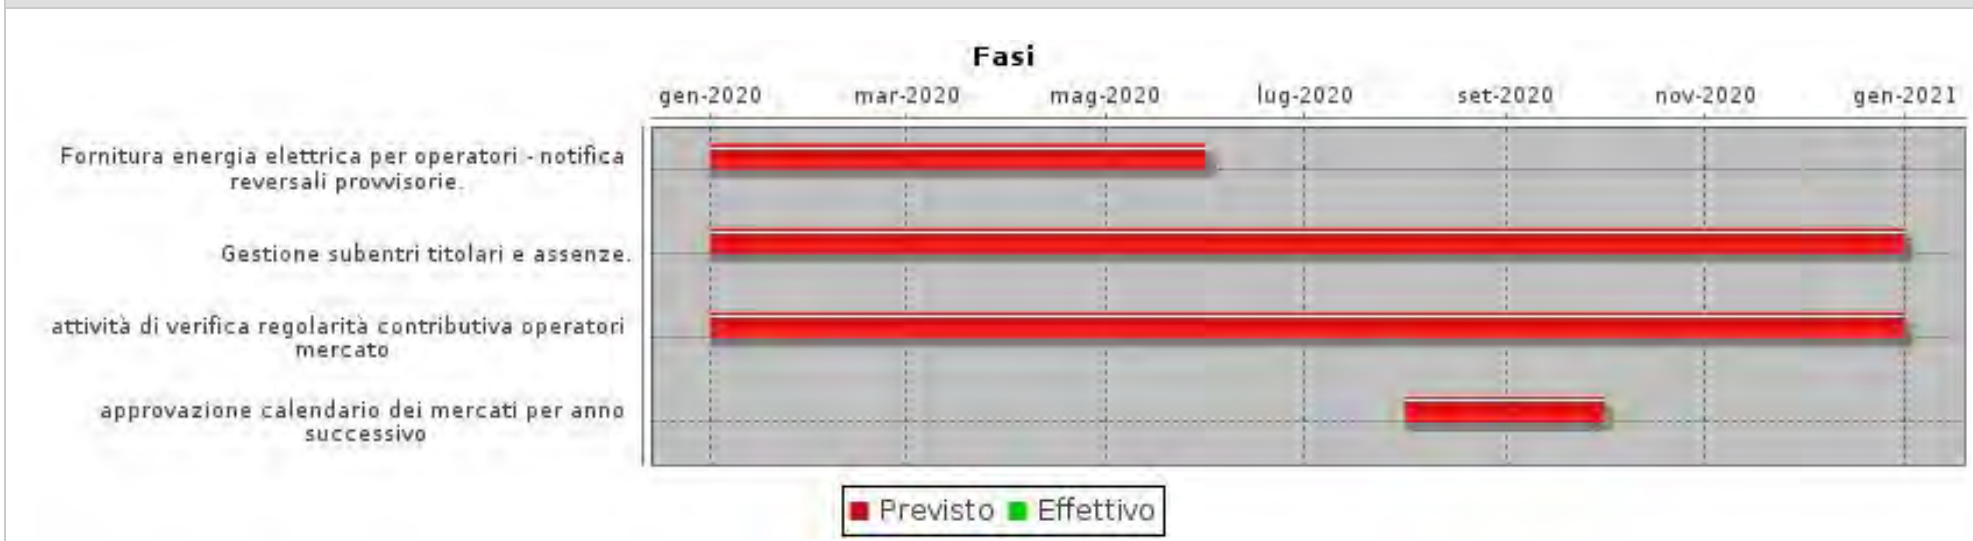 Fasi
gen-2020 mar-2020 mag-2020 lug-2020 set-2020 nov-2020 gen-2021
Fornitura energia elettrica per operatori - notifica
reversali provvisorie.
Gestione subentri titolari e assenze.
attività di verifica regolarità contributiva operatori
mercato
approvazione calendario dei mercati per anno
successivo
Previsto Effettivo